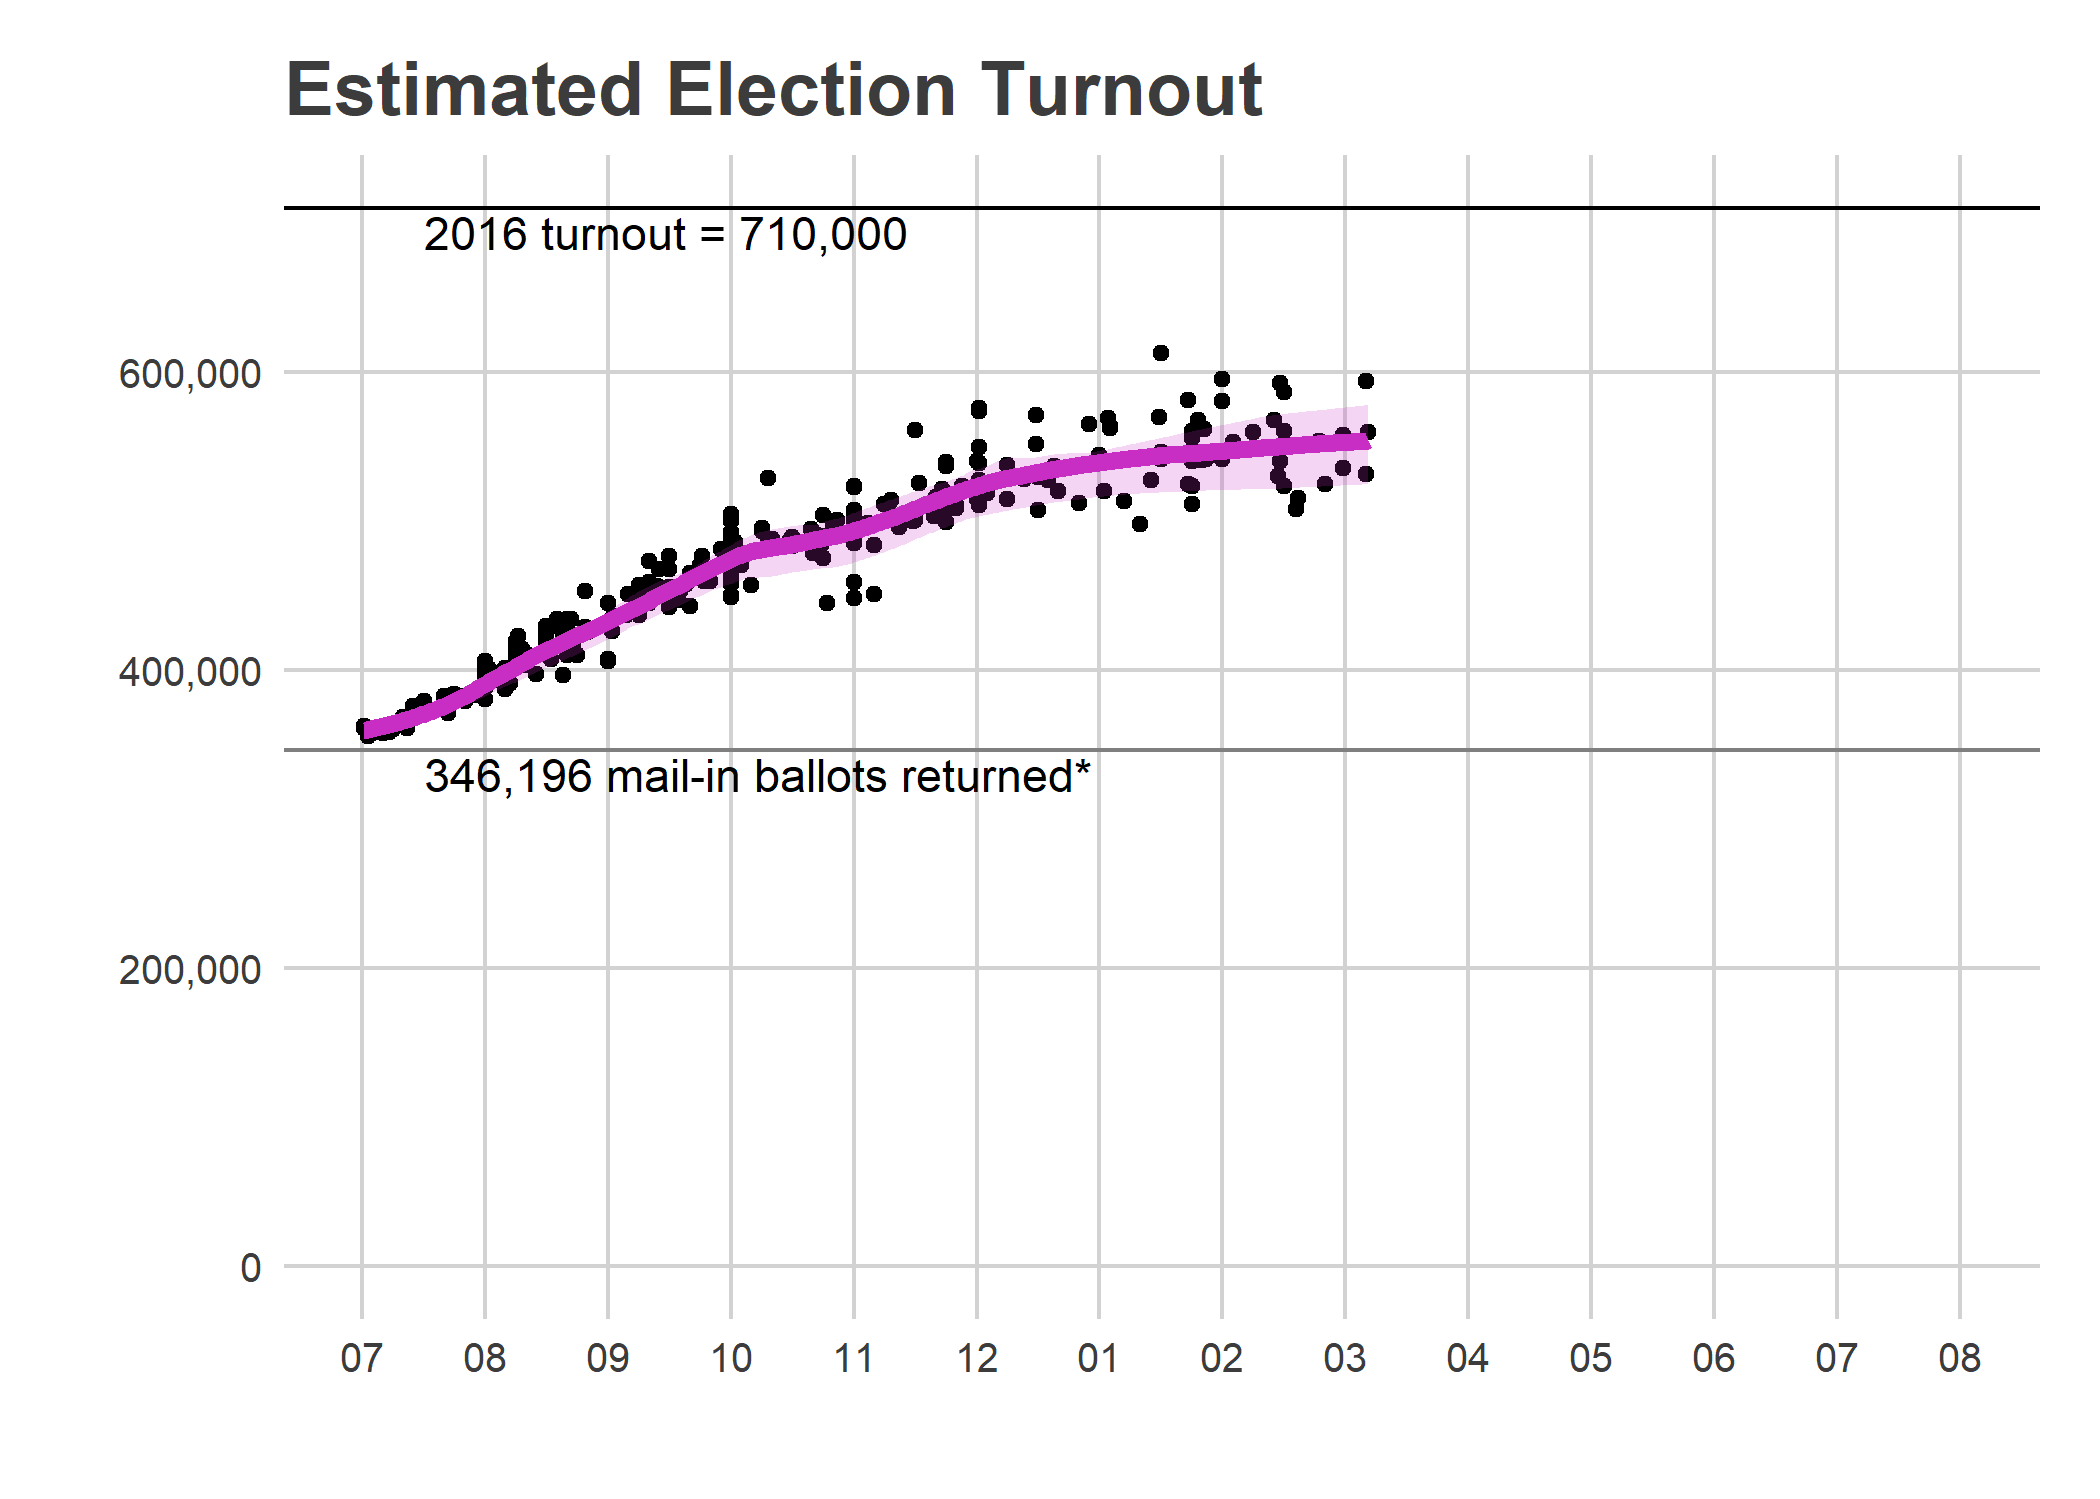 Estimated Election Turnout
2016 turnout = 710,000
600,000
400,000
346,196 mail-in ballots returned*
200,000
0
07 08 09 10 11 12 01 02 03 04 05 06 07 08